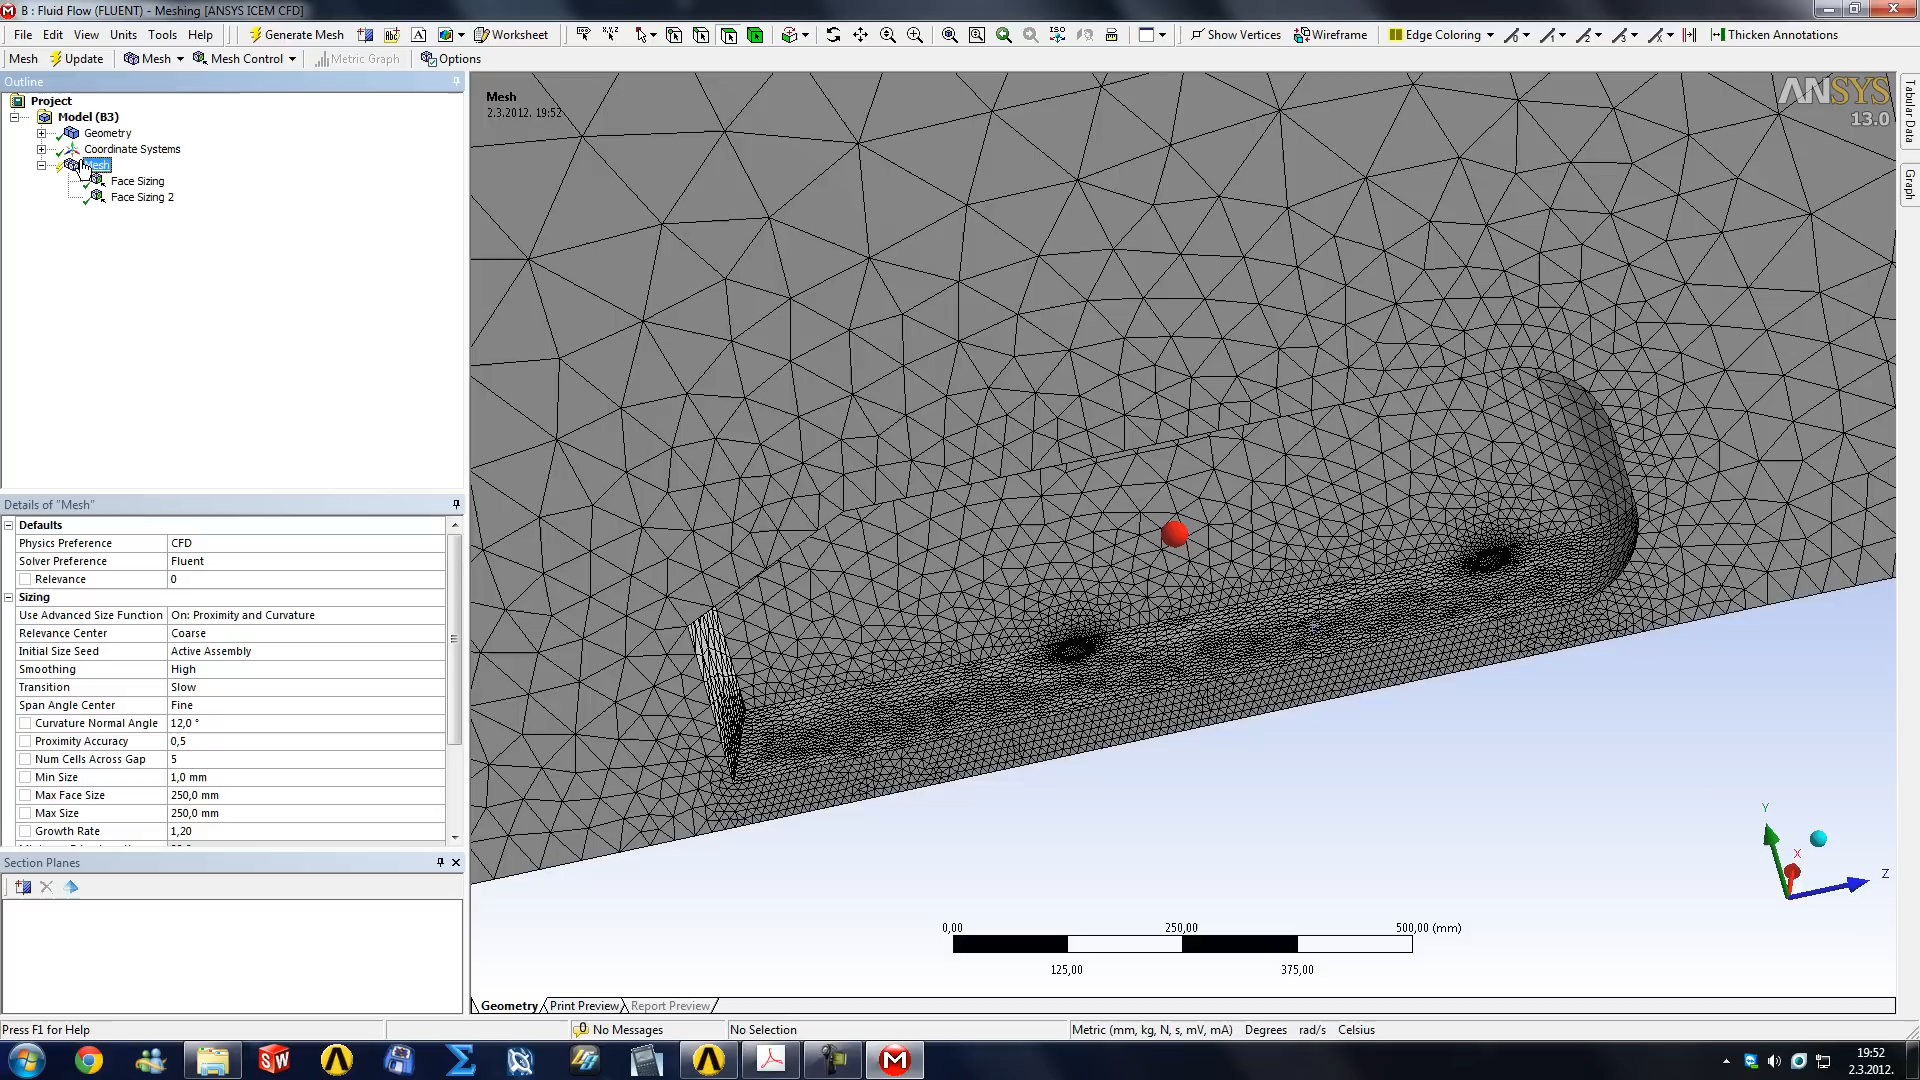 B : Fluid Flow (FLUENT) - Meshing [ANSYS ICEM CFD]
File Edit View Units Tools Help Generate Mesh Worksheet Show Vertices Wireframe Edge Coloring Thicken Annotations
Mesh Update Mesh Mesh Control Metric Graph Options
Outline
Project
Model (B3)
Geometry
Coordinate Systems
Mesh
Face Sizing
Face Sizing 2
Details of "Mesh"
Defaults
Physics Preference CFD
Solver Preference Fluent
Relevance 0
Sizing
Use Advanced Size Function On: Proximity and Curvature
Relevance Center Coarse
Initial Size Seed Active Assembly
Smoothing High
Transition Slow
Span Angle Center Fine
Curvature Normal Angle 12,0 °
Proximity Accuracy 0,5
Num Cells Across Gap 5
Min Size 1,0 mm
Max Face Size 250,0 mm
Max Size 250,0 mm
Growth Rate 1,20
Section Planes
Mesh
2.3.2012. 19:52
ANSYS
13.0
Tabular Data
Graph
Y
X
Z
0,00 250,00 500,00 (mm)
125,00 375,00
Geometry Print Preview Report Preview
Press F1 for Help 0 No Messages No Selection Metric (mm, kg, N, s, mV, mA) Degrees rad/s Celsius
19:52
2.3.2012.